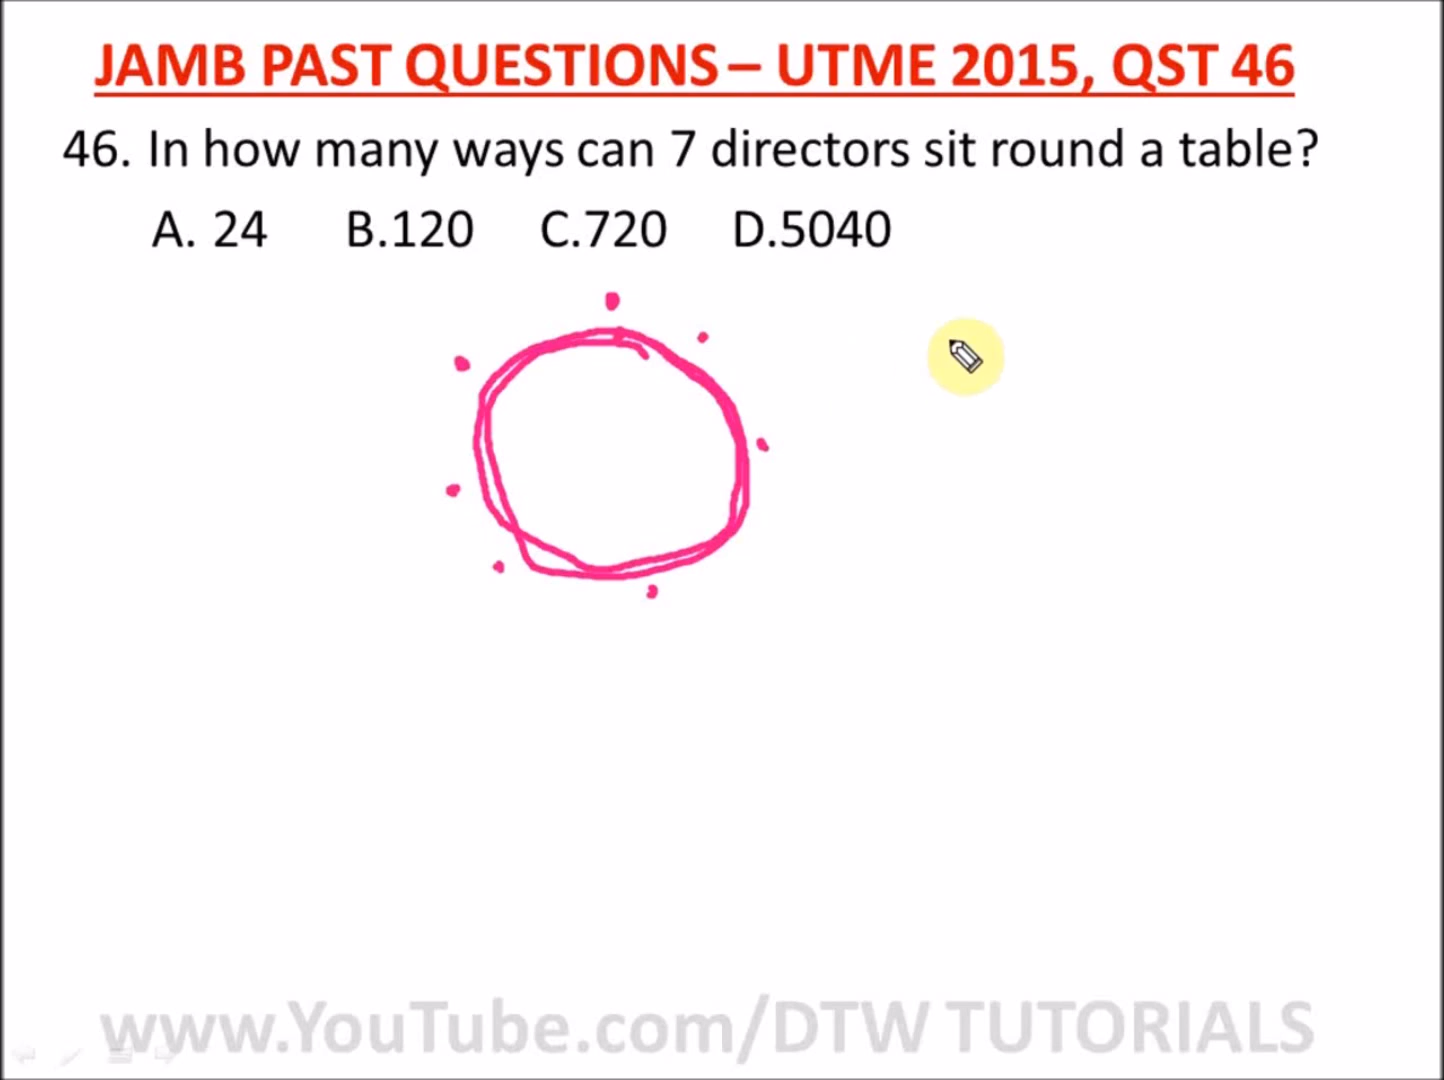 JAMB PAST QUESTIONS – UTME 2015, QST 46
46. In how many ways can 7 directors sit round a table?
A. 24 B.120 C.720 D.5040
www.YouTube.com/DTW TUTORIALS